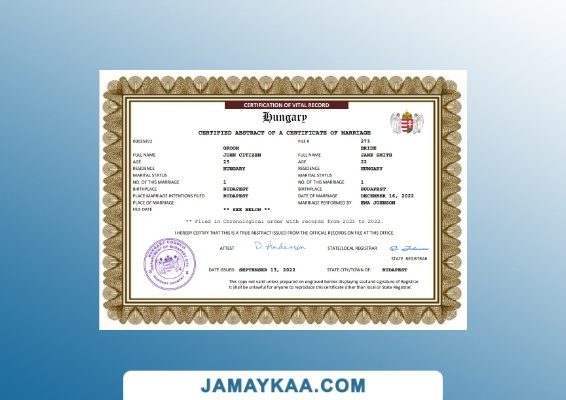 CERTIFICATION OF VITAL RECORD
Hungary
CERTIFIED ABSTRACT OF A CERTIFICATE OF MARRIAGE
FILE # 273
GROOM BRIDE
FULL NAME JOHN CITIZEN FULL NAME JANE SMITH
AGE 25 AGE 22
RESIDENCE HUNGARY RESIDENCE HUNGARY
MARITAL STATUS MARITAL STATUS
NO. OF THIS MARRIAGE 1 NO. OF THIS MARRIAGE 1
BIRTHPLACE BUDAPEST BIRTHPLACE BUDAPEST
PLACE MARRIAGE INTENTIONS FILED BUDAPEST DATE OF MARRIAGE DECEMBER 16, 2022
PLACE OF MARRIAGE MARRIAGE PERFORMED BY EWA JOHNSON
FILE DATE ** SEE BELOW **
** Filed in Chronological order with records from 2021 to 2022.
I HEREBY CERTIFY THAT THIS IS A TRUE ABSTRACT ISSUED FROM THE OFFICIAL RECORDS ON FILE AT THIS OFFICE.
ATTEST D. Andersen STATE/LOCAL REGISTRAR
STATE REGISTRAR
DATE ISSUED SEPTEMBER 13, 2022 STATE CITY/TOWN OF BUDAPEST
This copy not valid unless prepared on engraved border displaying seal and signature of Registrar
It shall be unlawful for anyone to reproduce this certificate other than local or State Registrar.
JAMAYKAA.COM